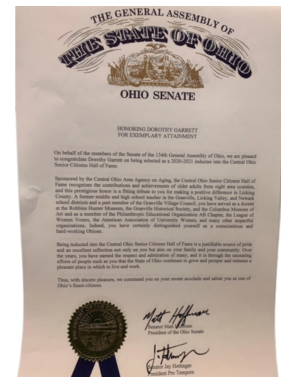 THE GENERAL ASSEMBLY OF
THE STATE OF OHIO
OHIO SENATE
HONORING DOROTHY GARRETT
FOR EXEMPLARY ATTAINMENT
On behalf of the members of the Senate of the 134th General Assembly of Ohio, we are pleased
to congratulate Dorothy Garrett on being selected as a 2020-2021 inductee into the Central Ohio
Senior Citizens Hall of Fame.
Sponsored by the Central Ohio Area Agency on Aging, the Central Ohio Senior Citizens Hall of
Fame recognizes the contributions and achievements of older adults from eight area counties,
and this prestigious honor is a fitting tribute to you for making a positive difference in Licking
County. A former middle and high school teacher in the Granville, Licking Valley, and Newark
school districts and a past member of the Granville Village Council, you have served as a docent
at the Robbins Hunter Museum, the Granville Historical Society, and the Columbus Museum of
Art and as a member of the Philanthropic Educational Organization AB Chapter, the League of
Women Voters, the American Association of University Women, and many other impactful
organizations. Indeed, you have certainly distinguished yourself as a conscientious and
hard-working Ohioan.
Being inducted into the Central Ohio Senior Citizens Hall of Fame is a justifiable source of pride
and an excellent reflection not only on you but also on your family and your community. Over
the years, you have earned the respect and admiration of many, and it is through the unceasing
efforts of people such as you that the State of Ohio continues to grow and prosper and remains a
pleasant place in which to live and work.
Thus, with sincere pleasure, we commend you on your recent accolade and salute you as one of
Ohio's finest citizens.
Matt Huffman
Senator Matt Huffman
President of the Ohio Senate
Senator Jay Hottinger
President Pro Tempore